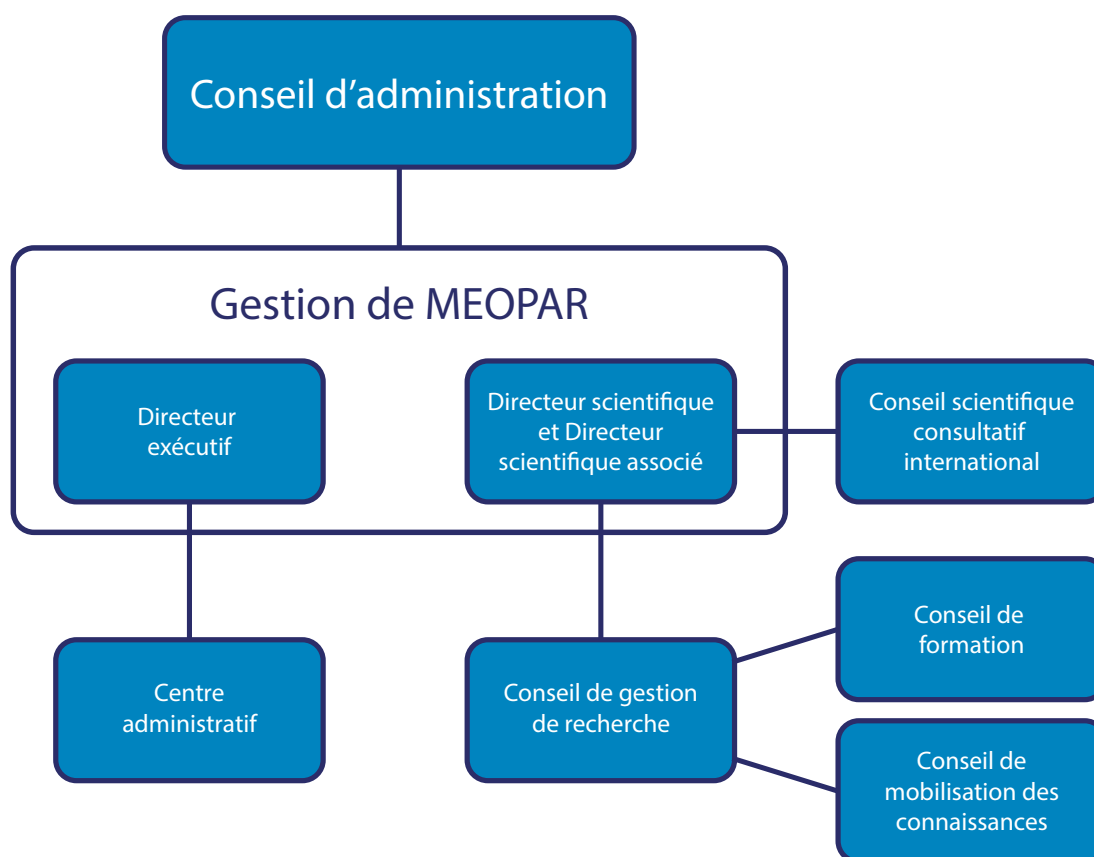 Conseil d’administration
Gestion de MEOPAR
Directeur
exécutif
Directeur scientifique
et Directeur
scientifique associé
Conseil scientifique
consultatif
international
Centre
administratif
Conseil de gestion
de recherche
Conseil de
formation
Conseil de
mobilisation des
connaissances